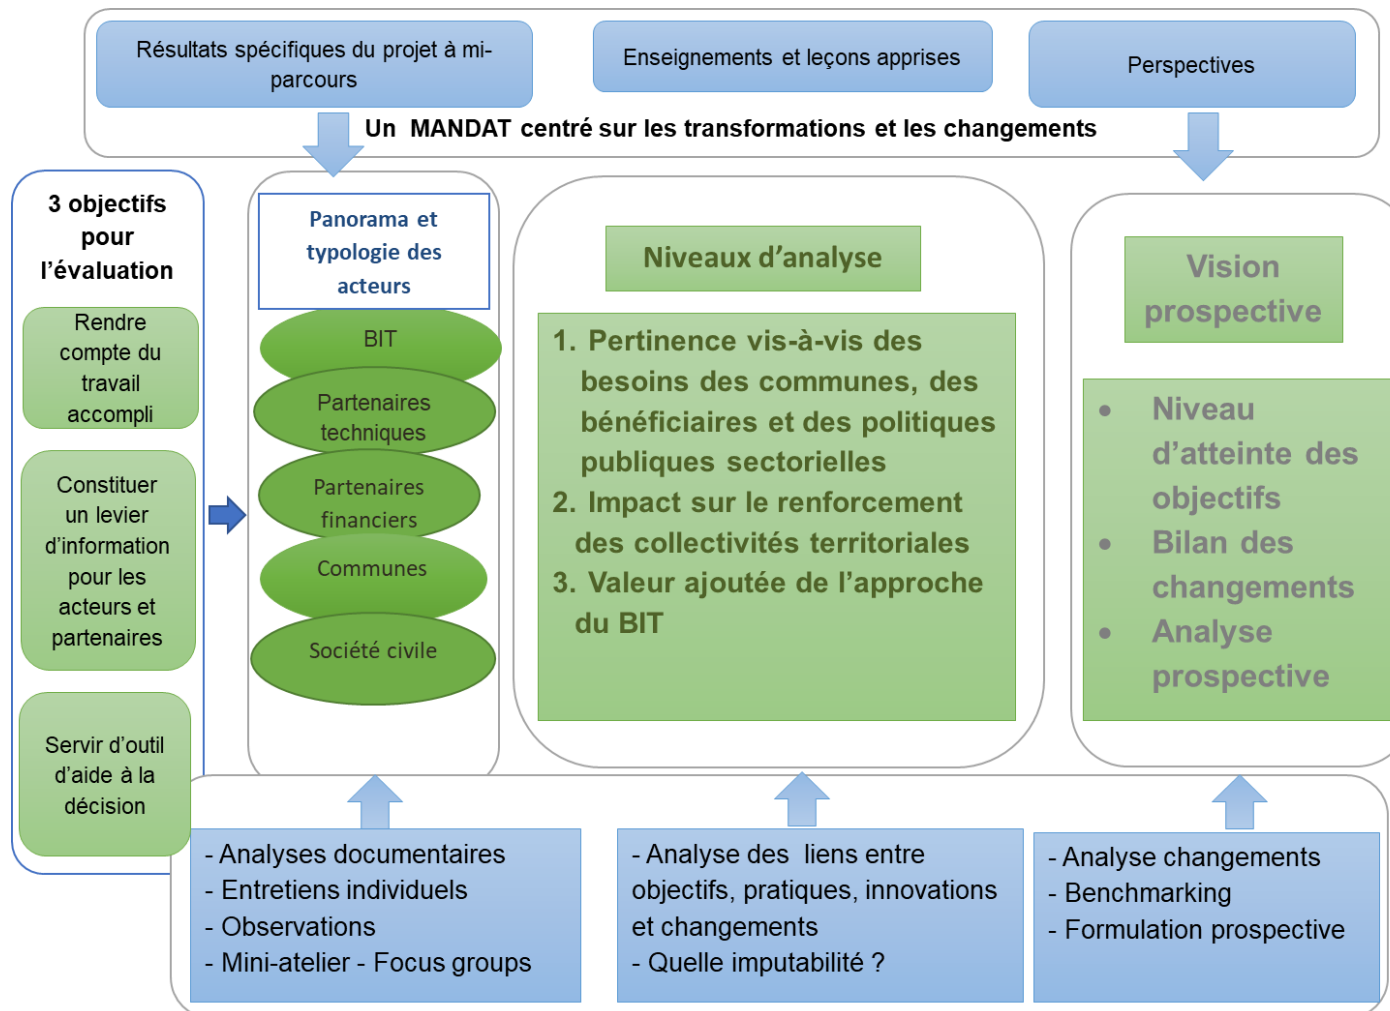 Résultats spécifiques du projet à mi-
parcours
Enseignements et leçons apprises
Perspectives
Un MANDAT centré sur les transformations et les changements
3 objectifs
pour
l’évaluation
Rendre
compte du
travail
accompli
Constituer
un levier
d’information
pour les
acteurs et
partenaires
Servir d’outil
d’aide à la
décision
Panorama et
typologie des
acteurs
BIT
Partenaires
techniques
Partenaires
financiers
Communes
Société civile
Niveaux d’analyse
1. Pertinence vis-à-vis des
besoins des communes, des
bénéficiaires et des politiques
publiques sectorielles
2. Impact sur le renforcement
des collectivités territoriales
3. Valeur ajoutée de l’approche
du BIT
Vision
prospective
• Niveau
d’atteinte des
objectifs
• Bilan des
changements
• Analyse
prospective
- Analyses documentaires
- Entretiens individuels
- Observations
- Mini-atelier - Focus groups
- Analyse des liens entre
objectifs, pratiques, innovations
et changements
- Quelle imputabilité ?
- Analyse changements
- Benchmarking
- Formulation prospective